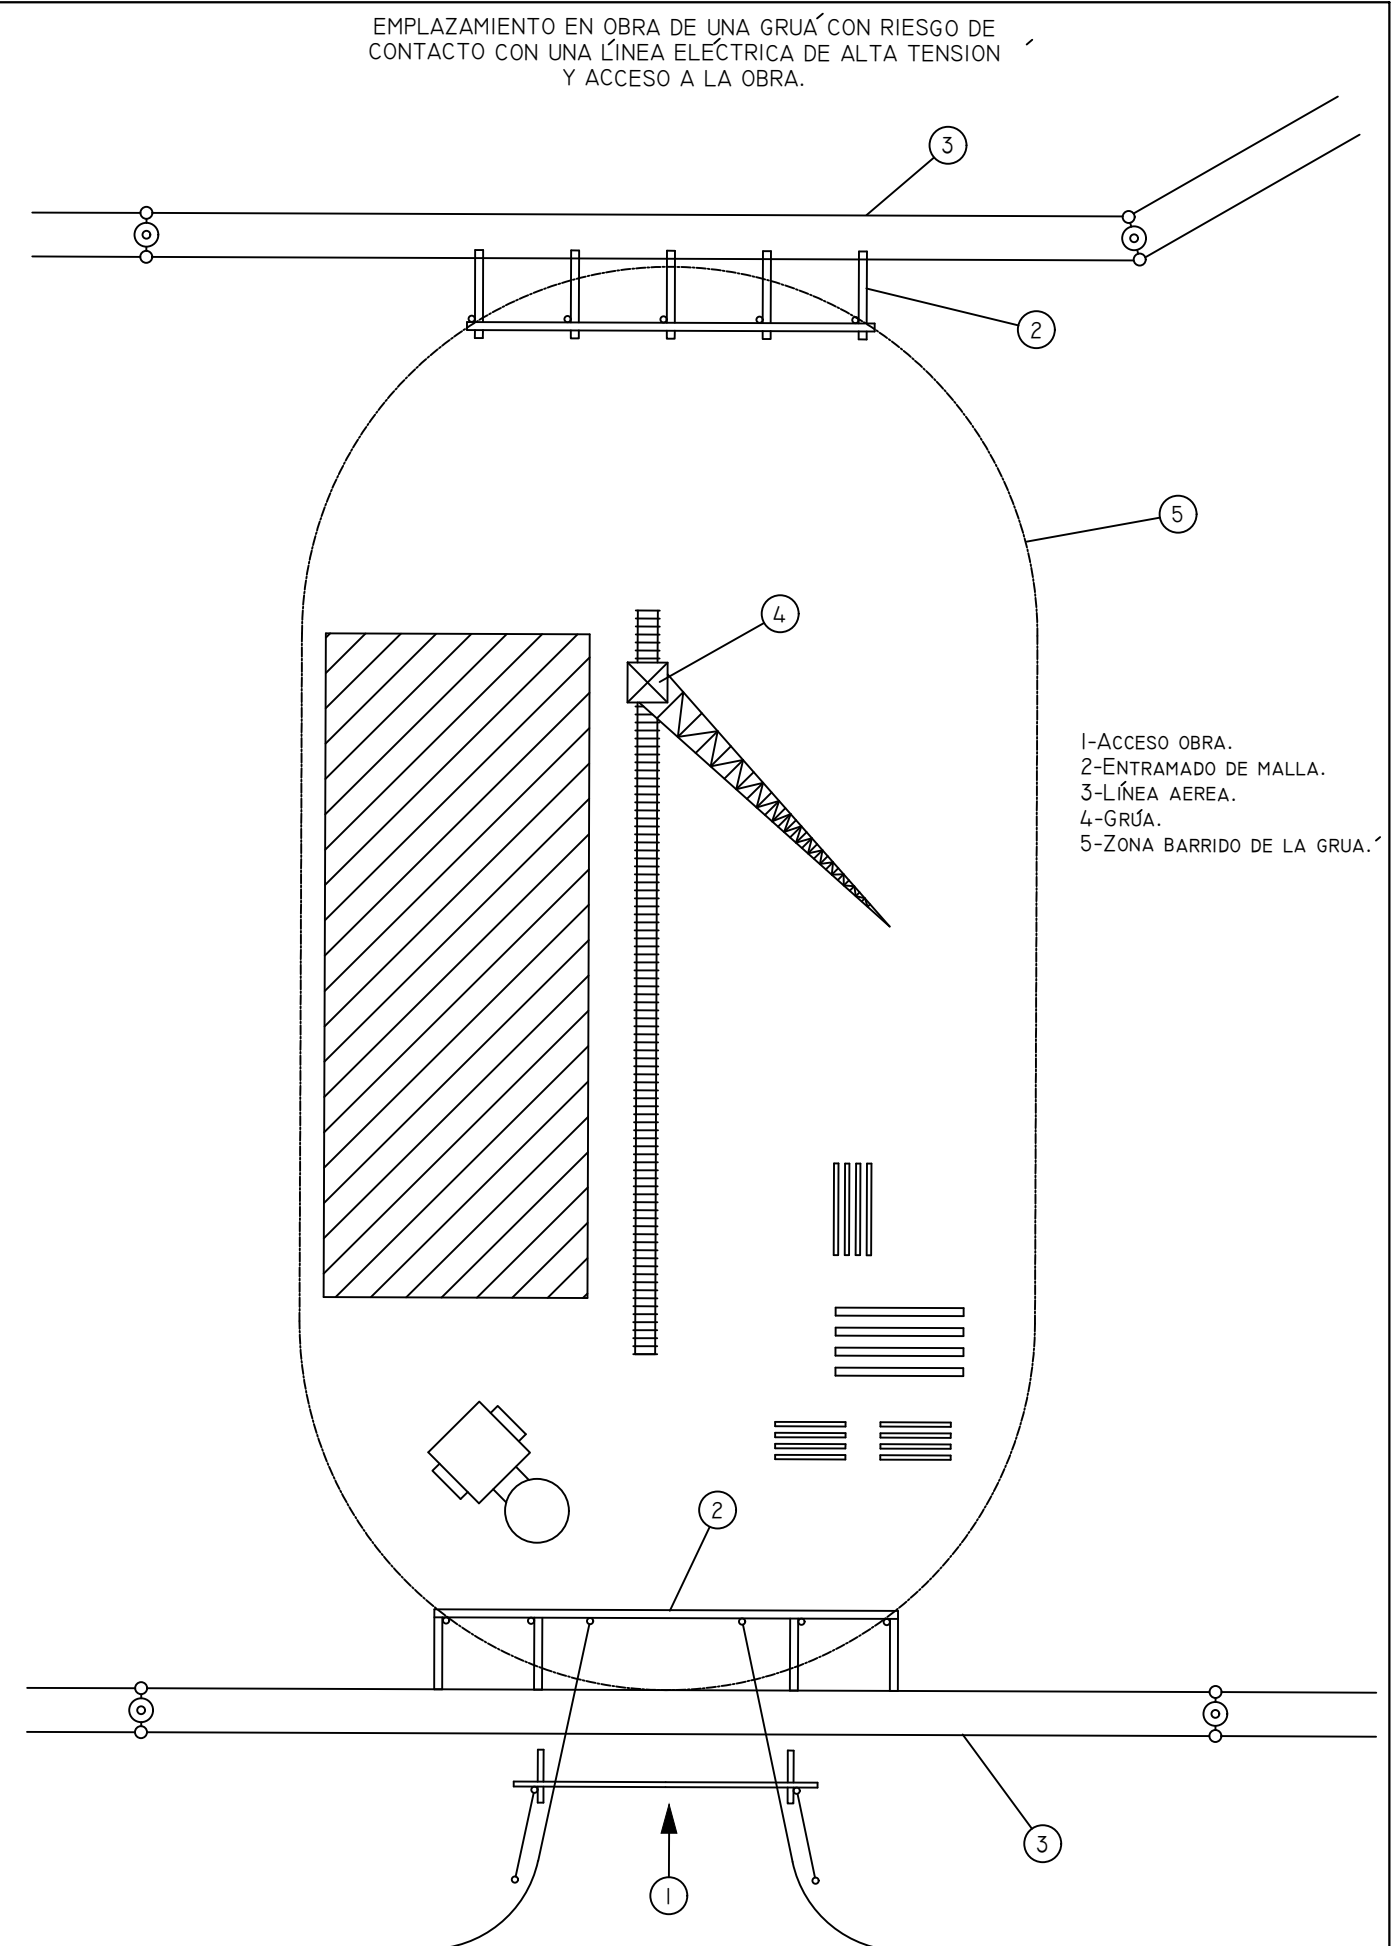 EMPLAZAMIENTO EN OBRA DE UNA GRUA´ CON RIESGO DE
CONTACTO CON UNA LÍNEA ELÉCTRICA DE ALTA TENSION ´
Y ACCESO A LA OBRA.
3
2
5
4
1-ACCESO OBRA.
2-ENTRAMADO DE MALLA.
3-LÍNEA AEREA.
4-GRÚA.
5-ZONA BARRIDO DE LA GRUA.´
2
3
1